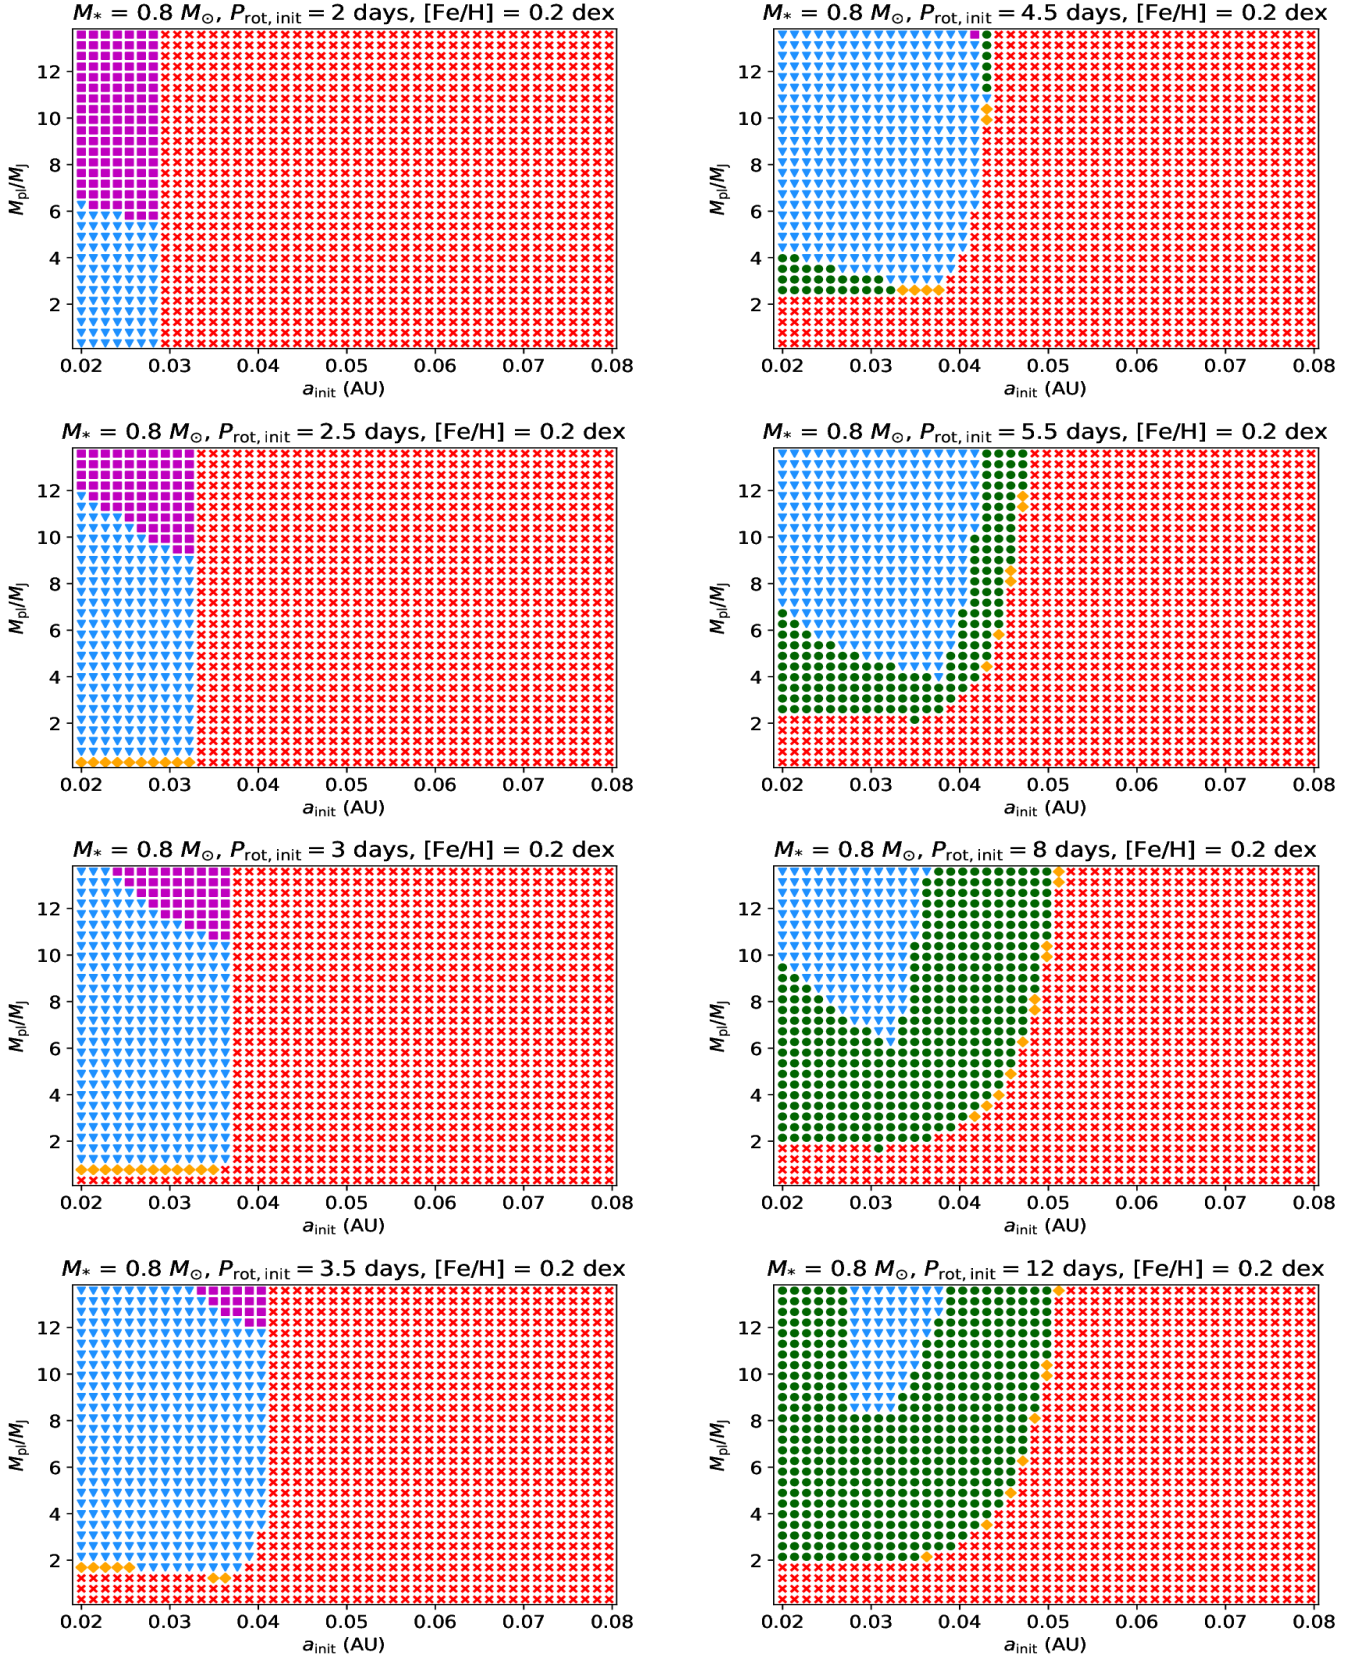 M* = 0.8 M⊙, Prot, init = 2 days, [Fe/H] = 0.2 dex
Mpl/MJ
12
10
8
6
4
2
0.02 0.03 0.04 0.05 0.06 0.07 0.08
ainit (AU)
M* = 0.8 M⊙, Prot, init = 4.5 days, [Fe/H] = 0.2 dex
Mpl/MJ
12
10
8
6
4
2
0.02 0.03 0.04 0.05 0.06 0.07 0.08
ainit (AU)
M* = 0.8 M⊙, Prot, init = 2.5 days, [Fe/H] = 0.2 dex
Mpl/MJ
12
10
8
6
4
2
0.02 0.03 0.04 0.05 0.06 0.07 0.08
ainit (AU)
M* = 0.8 M⊙, Prot, init = 5.5 days, [Fe/H] = 0.2 dex
Mpl/MJ
12
10
8
6
4
2
0.02 0.03 0.04 0.05 0.06 0.07 0.08
ainit (AU)
M* = 0.8 M⊙, Prot, init = 3 days, [Fe/H] = 0.2 dex
Mpl/MJ
12
10
8
6
4
2
0.02 0.03 0.04 0.05 0.06 0.07 0.08
ainit (AU)
M* = 0.8 M⊙, Prot, init = 8 days, [Fe/H] = 0.2 dex
Mpl/MJ
12
10
8
6
4
2
0.02 0.03 0.04 0.05 0.06 0.07 0.08
ainit (AU)
M* = 0.8 M⊙, Prot, init = 3.5 days, [Fe/H] = 0.2 dex
Mpl/MJ
12
10
8
6
4
2
0.02 0.03 0.04 0.05 0.06 0.07 0.08
ainit (AU)
M* = 0.8 M⊙, Prot, init = 12 days, [Fe/H] = 0.2 dex
Mpl/MJ
12
10
8
6
4
2
0.02 0.03 0.04 0.05 0.06 0.07 0.08
ainit (AU)